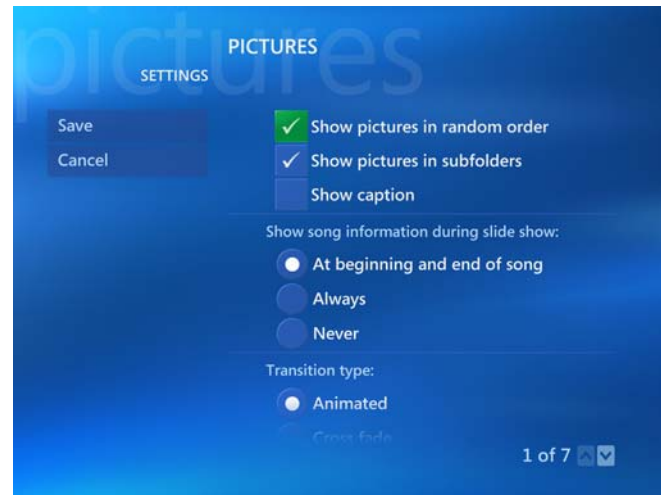 pictures
PICTURES
SETTINGS
Save
Cancel
Show pictures in random order
Show pictures in subfolders
Show caption
Show song information during slide show:
At beginning and end of song
Always
Never
Transition type:
Animated
Cross fade
1 of 7